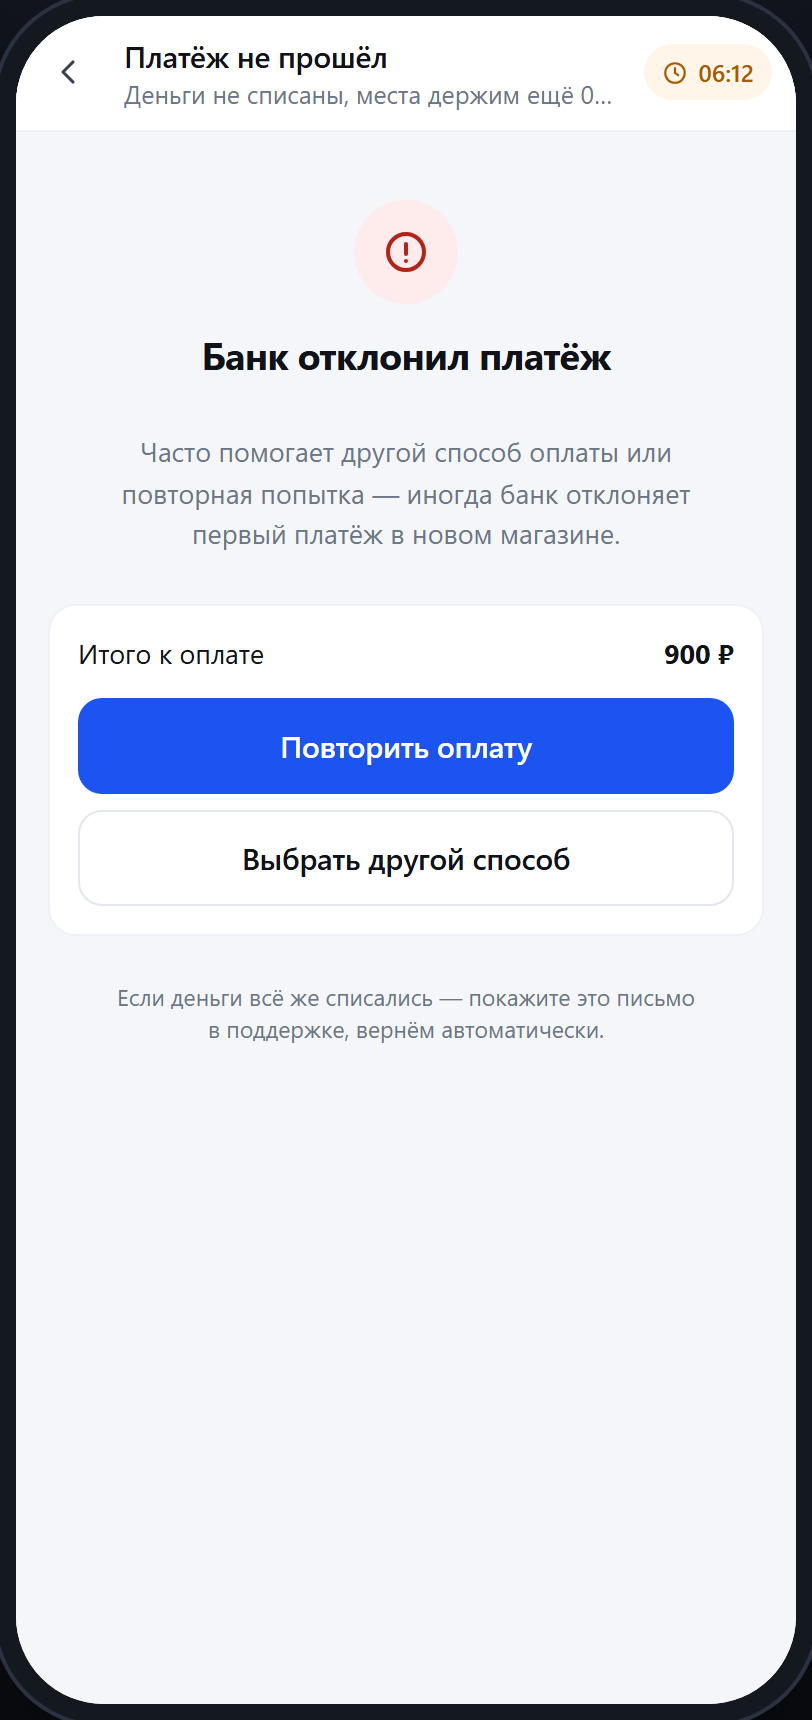 Платёж не прошёл
Деньги не списаны, места держим ещё 0...
06:12
Банк отклонил платёж
Часто помогает другой способ оплаты или
повторная попытка — иногда банк отклоняет
первый платёж в новом магазине.
Итого к оплате 900 ₽
Повторить оплату
Выбрать другой способ
Если деньги всё же списались — покажите это письмо
в поддержке, вернём автоматически.